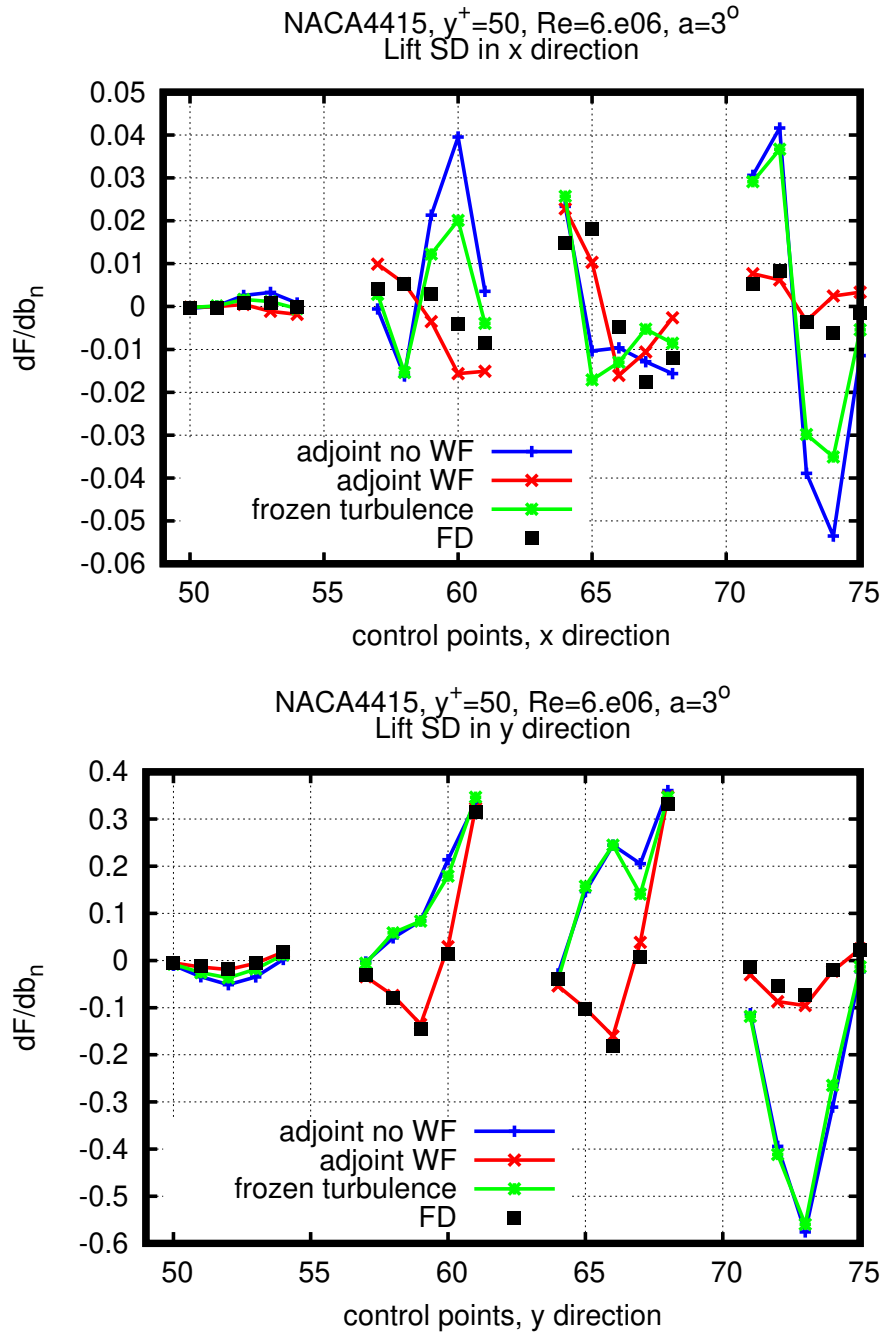 NACA4415, y+=50, Re=6.e06, a=3o
Lift SD in x direction
0.05
0.04
0.03
0.02
0.01
0
-0.01
-0.02
-0.03
-0.04
-0.05
-0.06
dF/dbn
adjoint no WF
adjoint WF
frozen turbulence
FD
50 55 60 65 70 75
control points, x direction
NACA4415, y+=50, Re=6.e06, a=3o
Lift SD in y direction
0.4
0.3
0.2
0.1
0
-0.1
-0.2
-0.3
-0.4
-0.5
-0.6
dF/dbn
adjoint no WF
adjoint WF
frozen turbulence
FD
50 55 60 65 70 75
control points, y direction